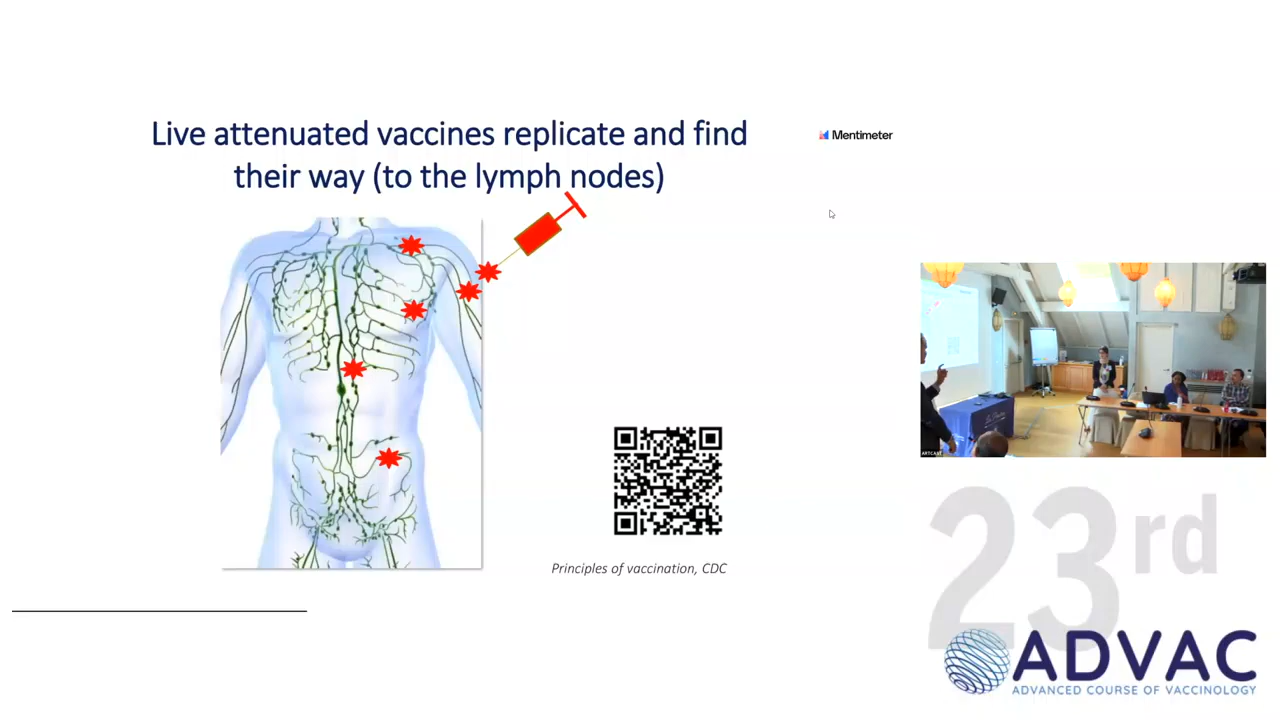 Live attenuated vaccines replicate and find
their way (to the lymph nodes)
Mentimeter
Principles of vaccination, CDC
ARTCAST
23rd
ADVAC
ADVANCED COURSE OF VACCINOLOGY